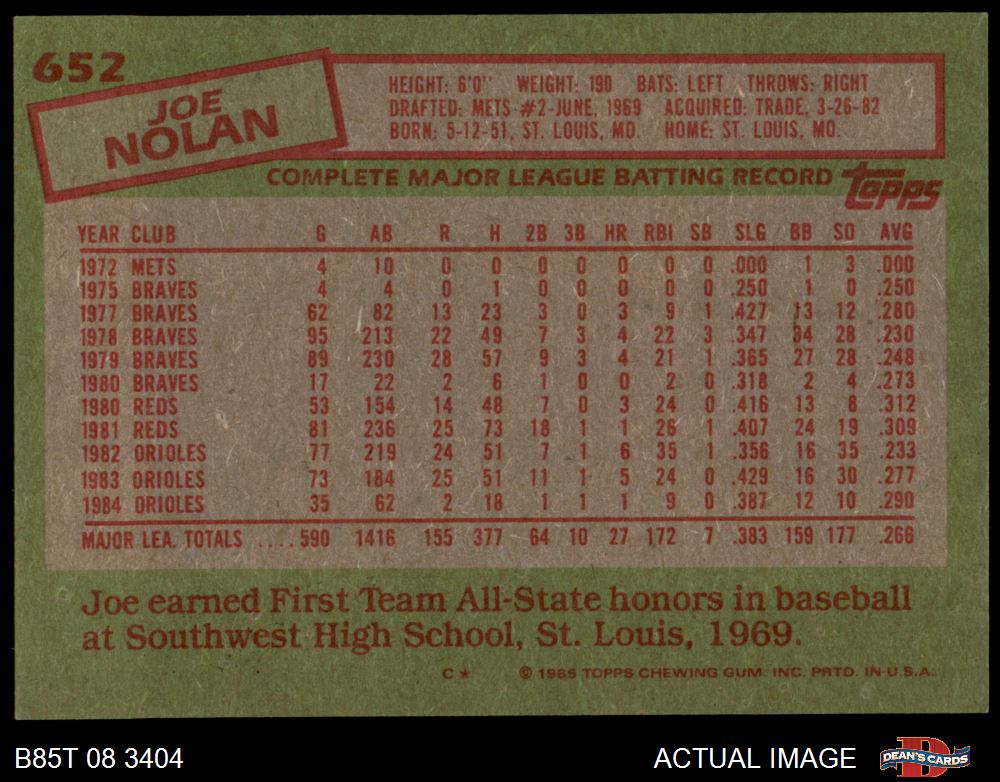 652
JOE
NOLAN
HEIGHT: 6'0" WEIGHT: 190 BATS: LEFT THROWS: RIGHT
DRAFTED: METS #2-JUNE, 1969 ACQUIRED: TRADE, 3-26-82
BORN: 5-12-51, ST. LOUIS, MO. HOME: ST. LOUIS, MO.
COMPLETE MAJOR LEAGUE BATTING RECORD topps
YEAR CLUB G AB R H 2B 3B HR RBI SB SLG BB SO AVG
1972 METS 4 10 0 0 0 0 0 0 0 .000 1 3 .000
1975 BRAVES 4 4 0 1 0 0 0 0 0 .250 1 0 .250
1977 BRAVES 62 82 13 23 3 0 3 9 1 .427 13 12 .280
1978 BRAVES 95 213 22 49 7 3 4 22 3 .347 34 28 .230
1979 BRAVES 89 230 28 57 9 3 4 21 1 .365 27 28 .248
1980 BRAVES 17 22 2 6 1 0 0 2 0 .318 2 4 .273
1980 REDS 53 154 14 48 7 0 3 24 0 .416 13 8 .312
1981 REDS 81 236 25 73 18 1 1 26 1 .407 24 19 .309
1982 ORIOLES 77 219 24 51 7 1 6 35 1 .356 16 35 .233
1983 ORIOLES 73 184 25 51 11 1 5 24 0 .429 16 30 .277
1984 ORIOLES 35 62 2 18 1 1 1 9 0 .387 12 10 .290
MAJOR LEA. TOTALS ....590 1416 155 377 64 10 27 172 7 .383 159 177 .266
Joe earned First Team All-State honors in baseball
at Southwest High School, St. Louis, 1969.
C* © 1985 TOPPS CHEWING GUM. INC. PRTD. IN U.S.A.
B85T 08 3404 ACTUAL IMAGE DEAN'S CARDS